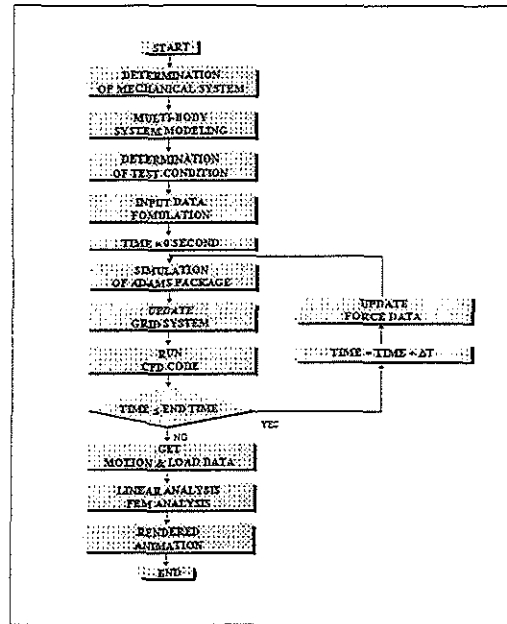 START
DETERMINATION
OF MECHANICAL SYSTEM
MULTI-BODY
SYSTEM MODELING
DETERMINATION
OF TEST CONDITION
INPUT DATA
FOMULATION
TIME = 0 SECOND
SIMULATION
OF ADAMS PACKAGE
UPDATE
GRID SYSTEM
RUN
CFD CODE
TIME ≤ END TIME
YES
NO
UPDATE
FORCE DATA
TIME = TIME + ΔT
GET
MOTION & LOAD DATA
LINEAR ANALYSIS
FEM ANALYSIS
RENDERED
ANIMATION
END